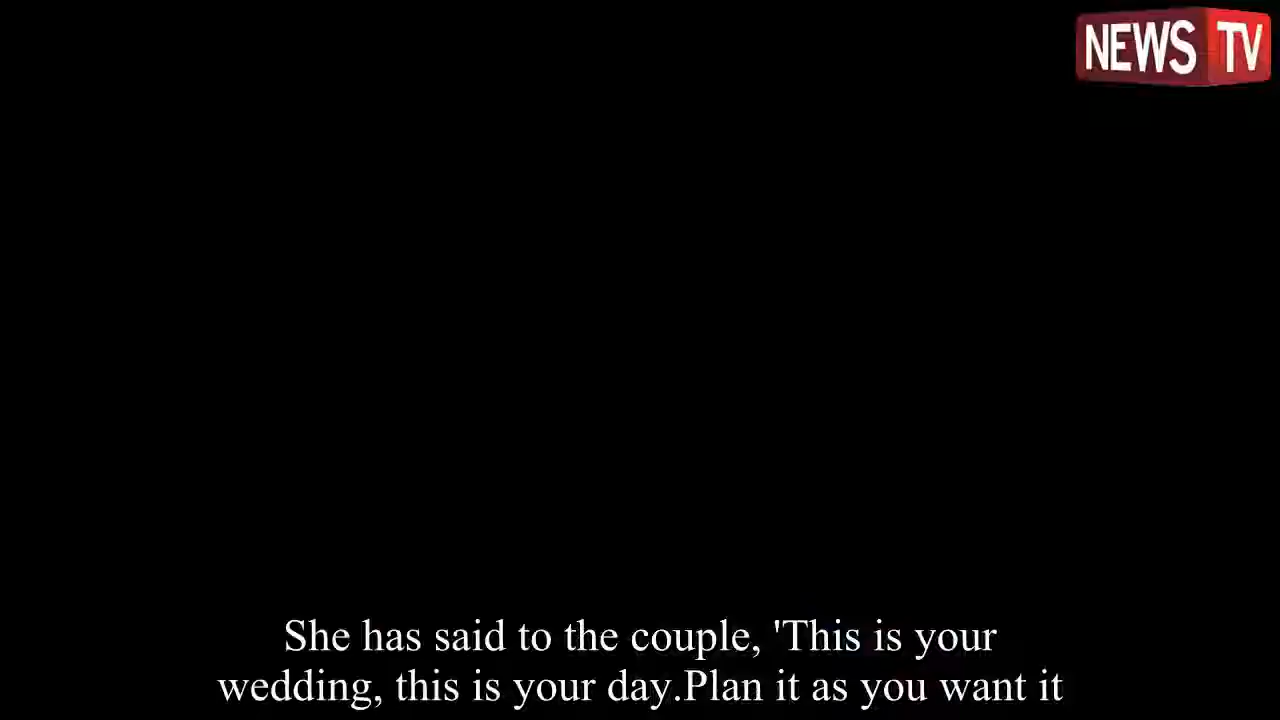 NEWS TV
She has said to the couple, 'This is your
wedding, this is your day.Plan it as you want it